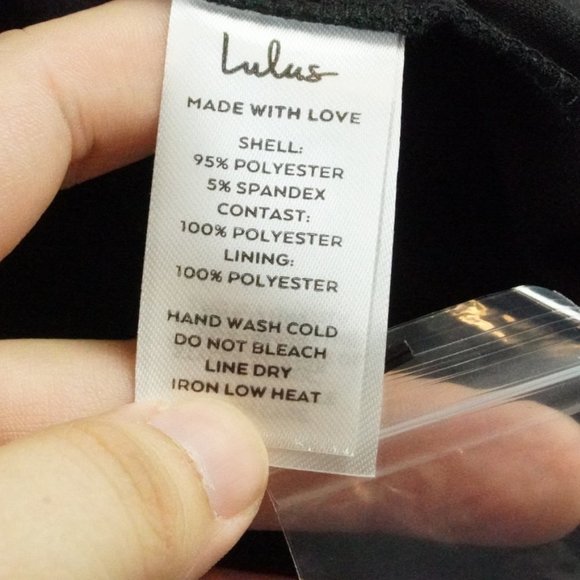 Lulus
MADE WITH LOVE
SHELL:
95% POLYESTER
5% SPANDEX
CONTAST:
100% POLYESTER
LINING:
100% POLYESTER
HAND WASH COLD
DO NOT BLEACH
LINE DRY
IRON LOW HEAT